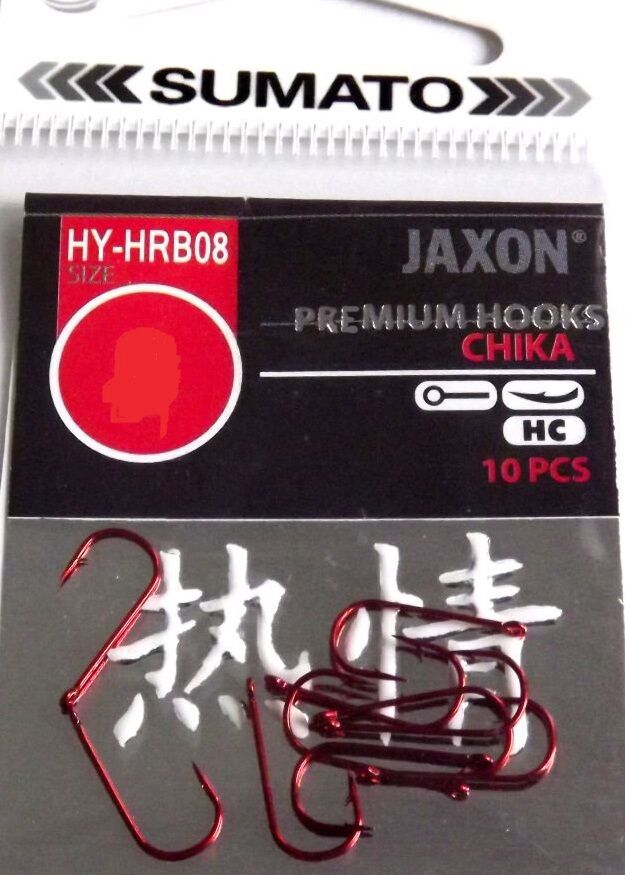 SUMATO
HY-HRB08
SIZE
JAXON®
PREMIUM HOOKS
CHIKA
HC
10 PCS
热情